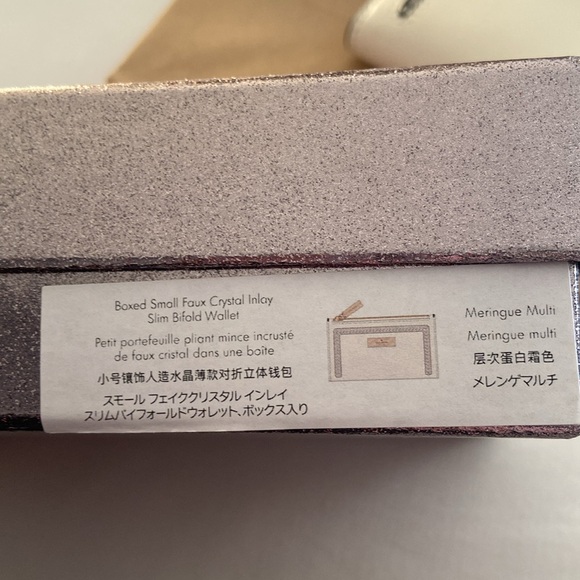 Boxed Small Faux Crystal Inlay
Slim Bifold Wallet
Petit portefeuille pliant mince incrusté
de faux cristal dans une boîte
小号镶饰人造水晶薄款对折立体钱包
スモール フェイククリスタル インレイ
スリムバイフォールドウォレット、ボックス入り
Meringue Multi
Meringue multi
层次蛋白霜色
メレンゲマルチ